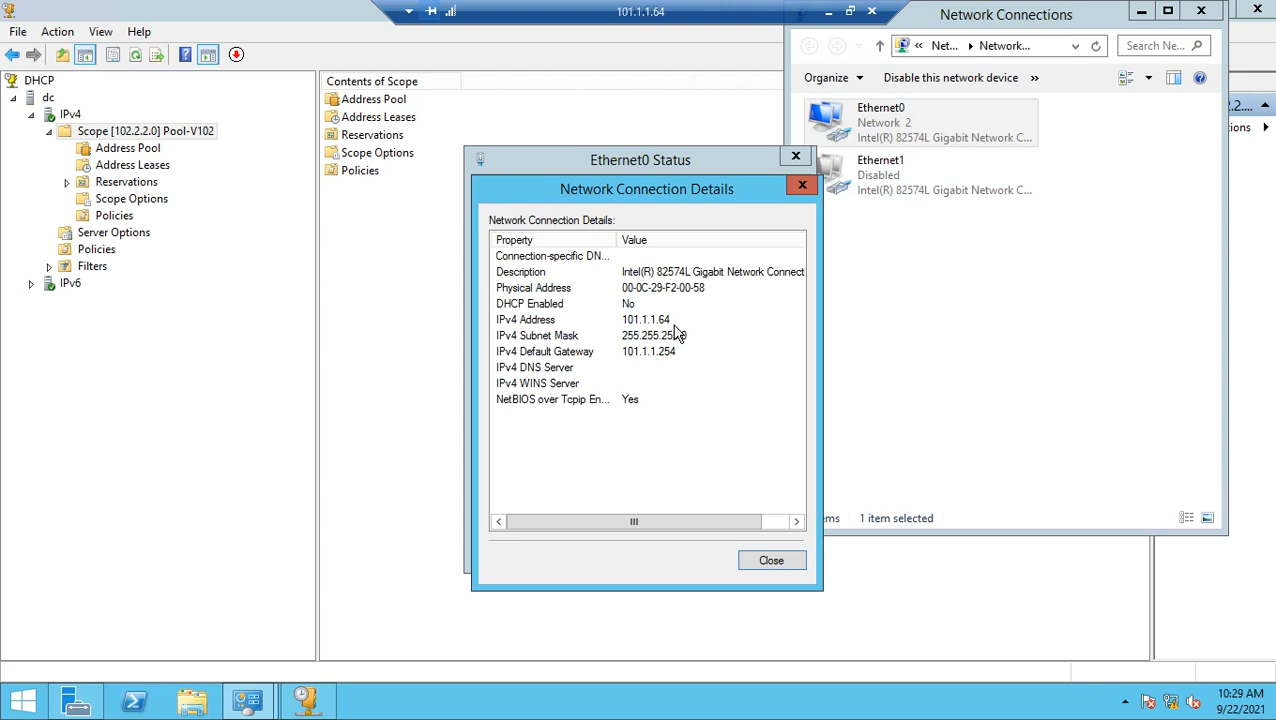 101.1.1.64
Network Connections
File Action View Help
Net... Network...
Search Ne...
Organize Disable this network device »
DHCP
dc
IPv4
Scope [102.2.2.0] Pool-V102
Address Pool
Address Leases
Reservations
Scope Options
Policies
Server Options
Policies
Filters
IPv6
Contents of Scope
Address Pool
Address Leases
Reservations
Scope Options
Policies
Ethernet0
Network 2
Intel(R) 82574L Gigabit Network C...
Ethernet1
Disabled
Intel(R) 82574L Gigabit Network C...
1 item selected
Ethernet0 Status
Network Connection Details
Network Connection Details:
Property Value
Connection-specific DN...
Description Intel(R) 82574L Gigabit Network Connect
Physical Address 00-0C-29-F2-00-58
DHCP Enabled No
IPv4 Address 101.1.1.64
IPv4 Subnet Mask
IPv4 Default Gateway 101.1.1.254
IPv4 DNS Server
IPv4 WINS Server
NetBIOS over Tcpip En... Yes
Close
10:29 AM
9/22/2021